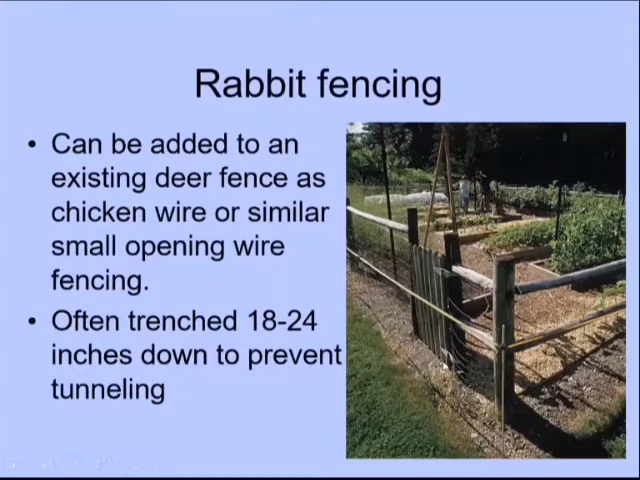 Rabbit fencing
• Can be added to an
existing deer fence as
chicken wire or similar
small opening wire
fencing.
• Often trenched 18-24
inches down to prevent
tunneling